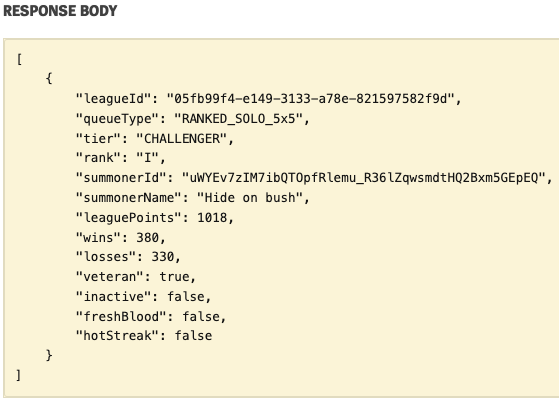 RESPONSE BODY
[
    {
        "leagueId": "05fb99f4-e149-3133-a78e-821597582f9d",
        "queueType": "RANKED_SOLO_5x5",
        "tier": "CHALLENGER",
        "rank": "I",
        "summonerId": "uWYEv7zIM7ibQTOpfRlemu_R36lZqwsmdtHQ2Bxm5GEpEQ",
        "summonerName": "Hide on bush",
        "leaguePoints": 1018,
        "wins": 380,
        "losses": 330,
        "veteran": true,
        "inactive": false,
        "freshBlood": false,
        "hotStreak": false
    }
]